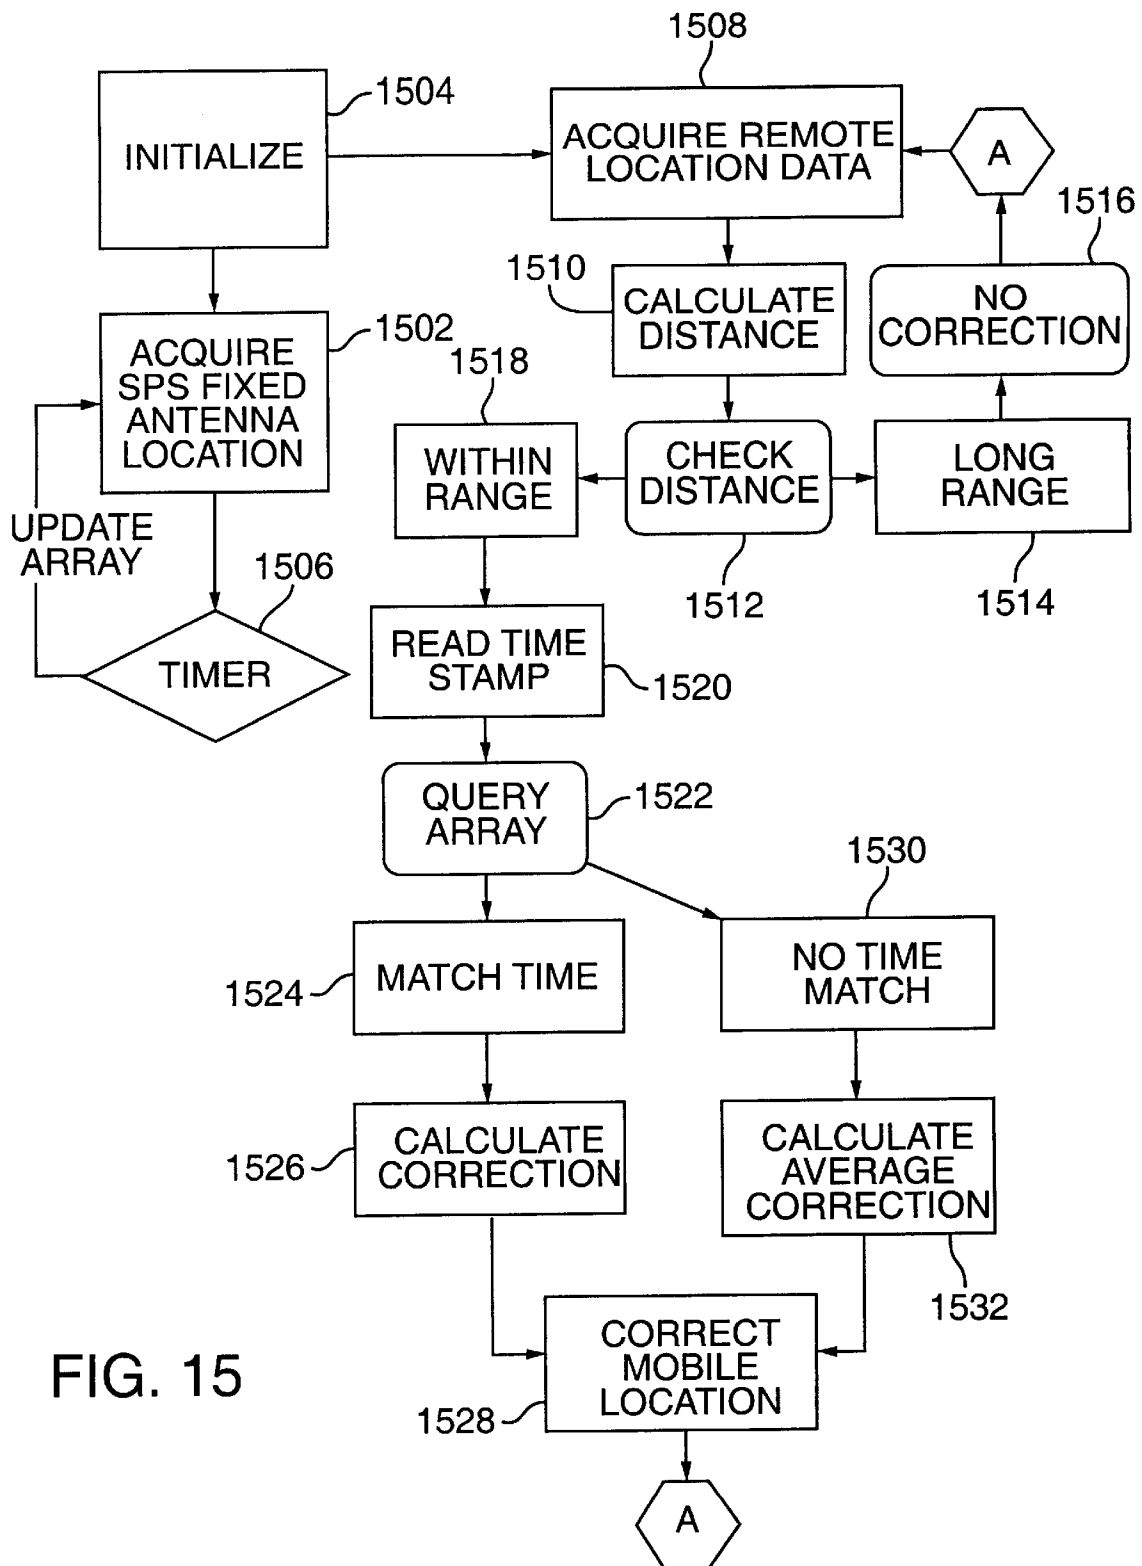 1508
1504
INITIALIZE
ACQUIRE REMOTE
LOCATION DATA
A
1516
1510
CALCULATE
DISTANCE
NO
CORRECTION
1502
ACQUIRE
SPS FIXED
ANTENNA
LOCATION
1518
WITHIN
RANGE
CHECK
DISTANCE
LONG
RANGE
UPDATE
ARRAY
1506
1512
1514
TIMER
READ TIME
STAMP
1520
QUERY
ARRAY
1522
1530
MATCH TIME
1524
NO TIME
MATCH
CALCULATE
CORRECTION
1526
CALCULATE
AVERAGE
CORRECTION
1532
FIG. 15
CORRECT
MOBILE
LOCATION
1528
A